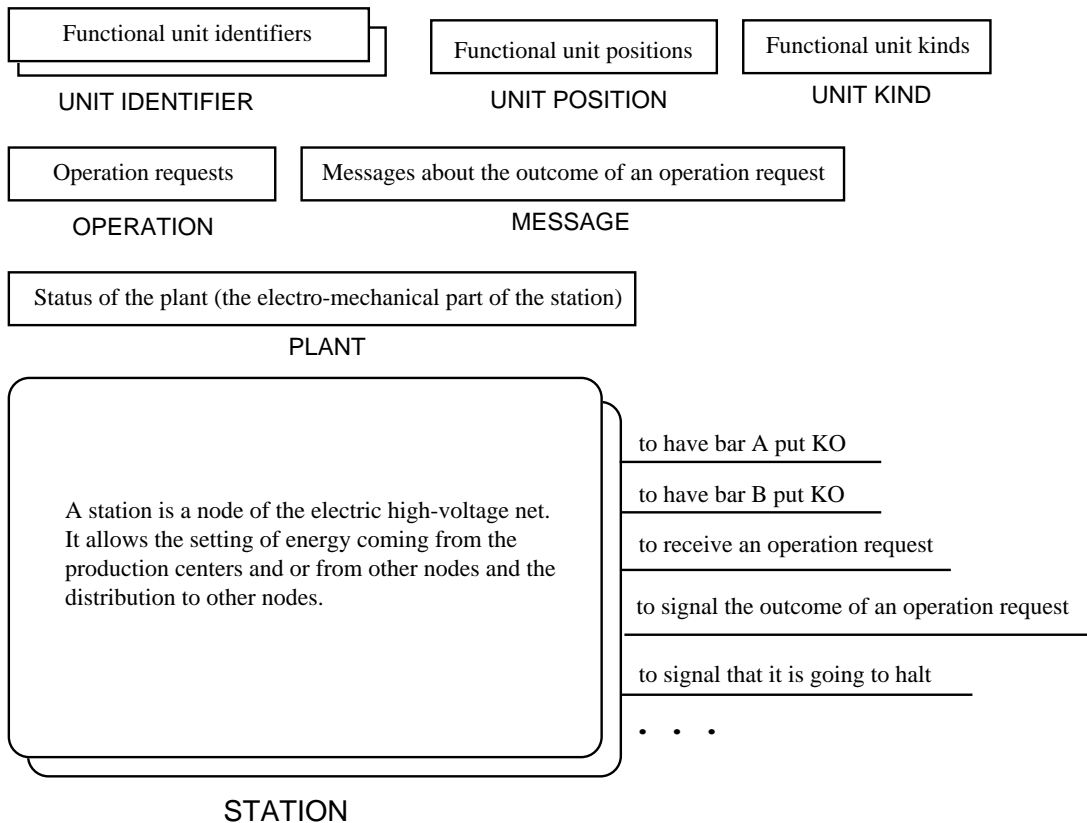 Functional unit identifiers
UNIT IDENTIFIER
Functional unit positions
UNIT POSITION
Functional unit kinds
UNIT KIND
Operation requests
OPERATION
Messages about the outcome of an operation request
MESSAGE
Status of the plant (the electro-mechanical part of the station)
PLANT
A station is a node of the electric high-voltage net.
It allows the setting of energy coming from the
production centers and or from other nodes and the
distribution to other nodes.
to have bar A put KO
to have bar B put KO
to receive an operation request
to signal the outcome of an operation request
to signal that it is going to halt
. . .
STATION